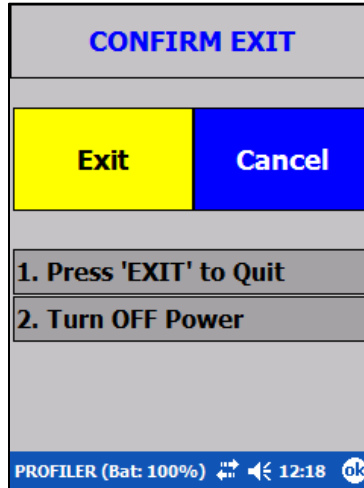 CONFIRM EXIT
Exit Cancel
1. Press 'EXIT' to Quit
2. Turn OFF Power
PROFILER (Bat: 100%) 12:18 ok